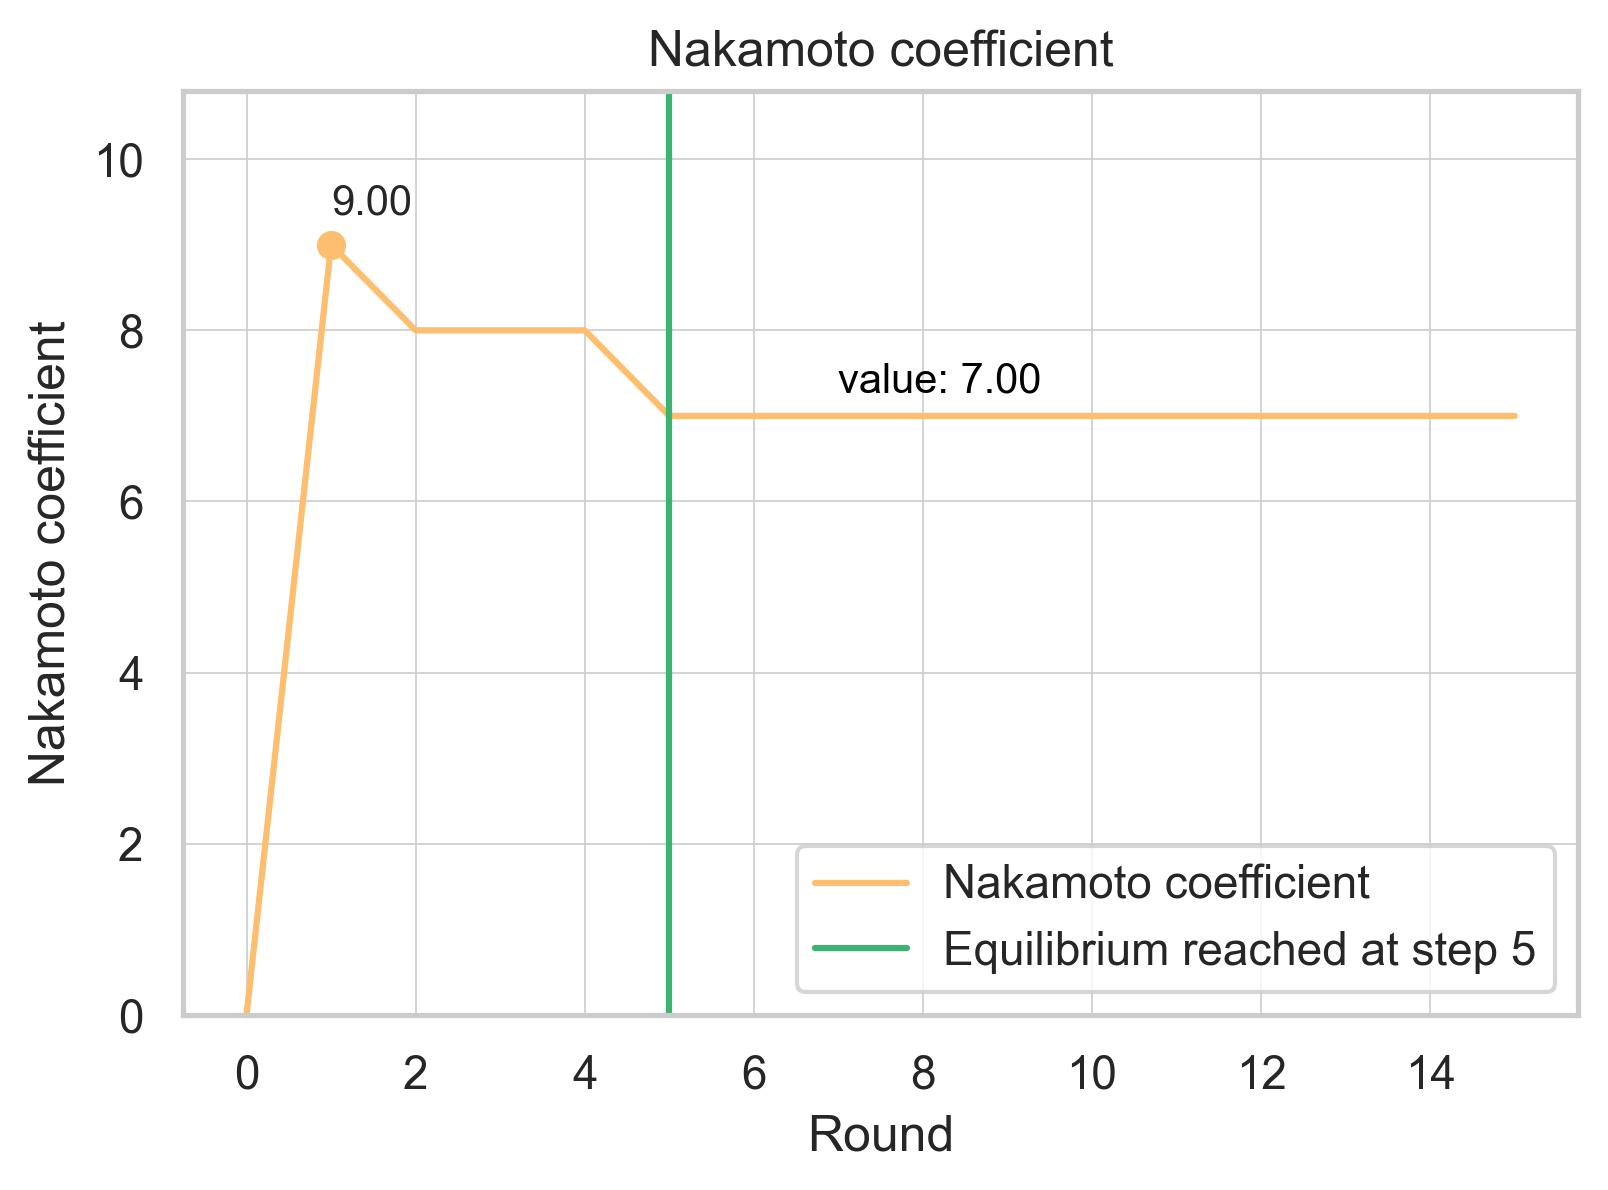 Nakamoto coefficient
Nakamoto coefficient
10
8
6
4
2
0
9.00
value: 7.00
Nakamoto coefficient
Equilibrium reached at step 5
0 2 4 6 8 10 12 14
Round